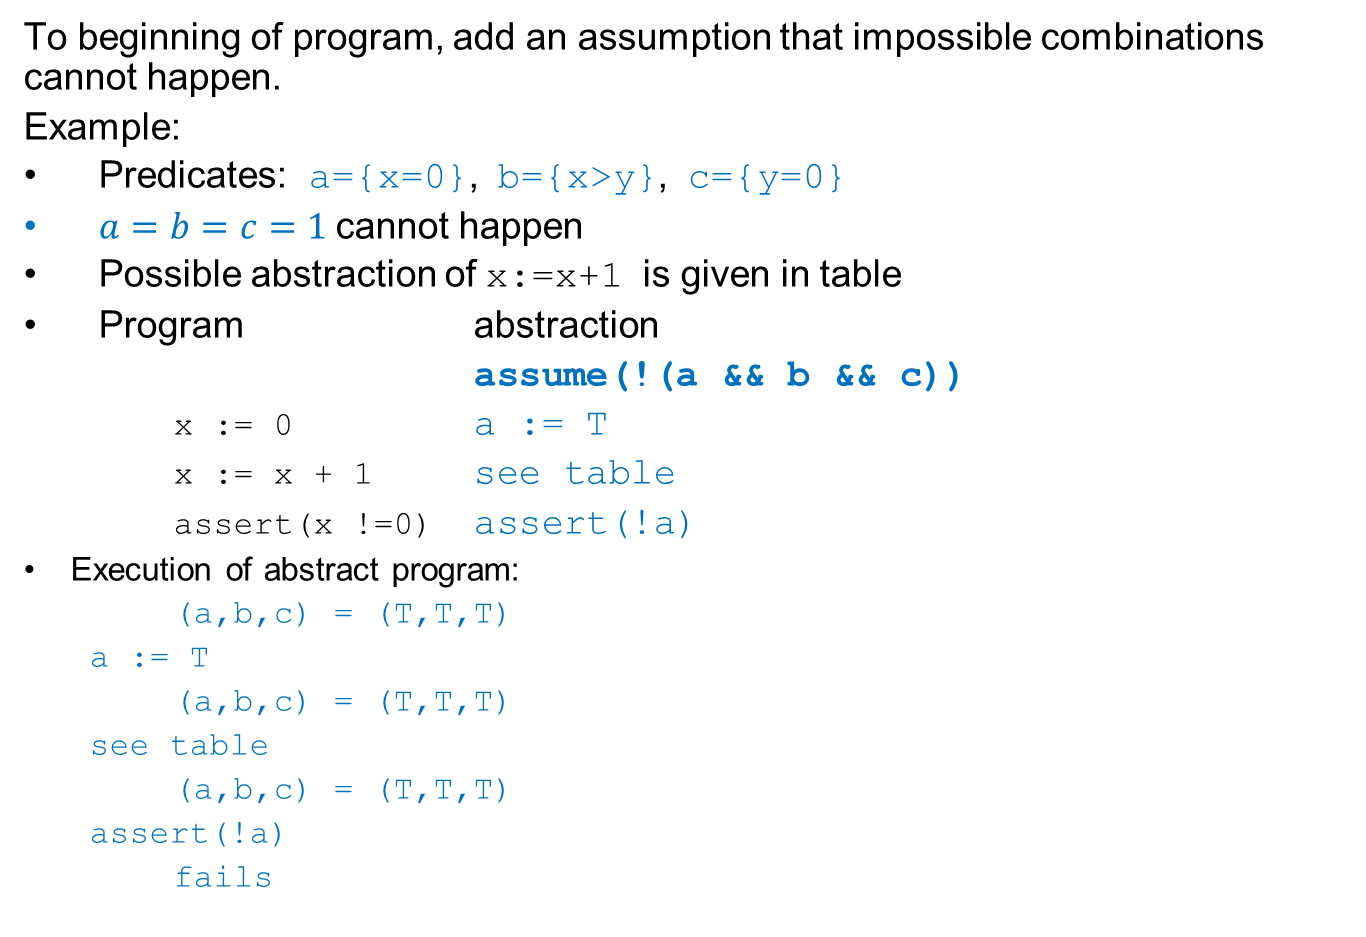 To beginning of program, add an assumption that impossible combinations
cannot happen.
Example:
• Predicates: a={x=0}, b={x>y}, c={y=0}
• a = b = c = 1 cannot happen
• Possible abstraction of x:=x+1 is given in table
• Program abstraction
assume(!(a && b && c))
x := 0 a := T
x := x + 1 see table
assert(x !=0) assert(!a)
• Execution of abstract program:
(a,b,c) = (T,T,T)
a := T
(a,b,c) = (T,T,T)
see table
(a,b,c) = (T,T,T)
assert(!a)
fails